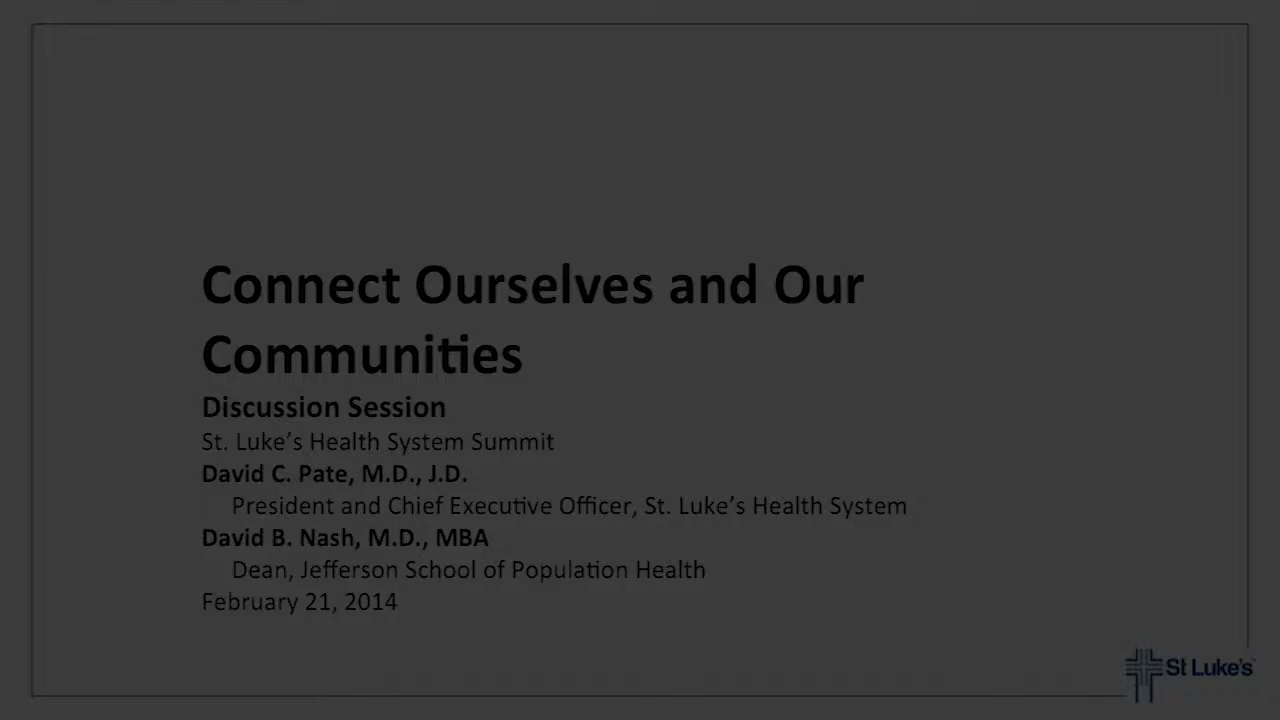 Connect Ourselves and Our
Communities
Discussion Session
St. Luke’s Health System Summit
David C. Pate, M.D., J.D.
President and Chief Executive Officer, St. Luke’s Health System
David B. Nash, M.D., MBA
Dean, Jefferson School of Population Health
February 21, 2014
St Luke's